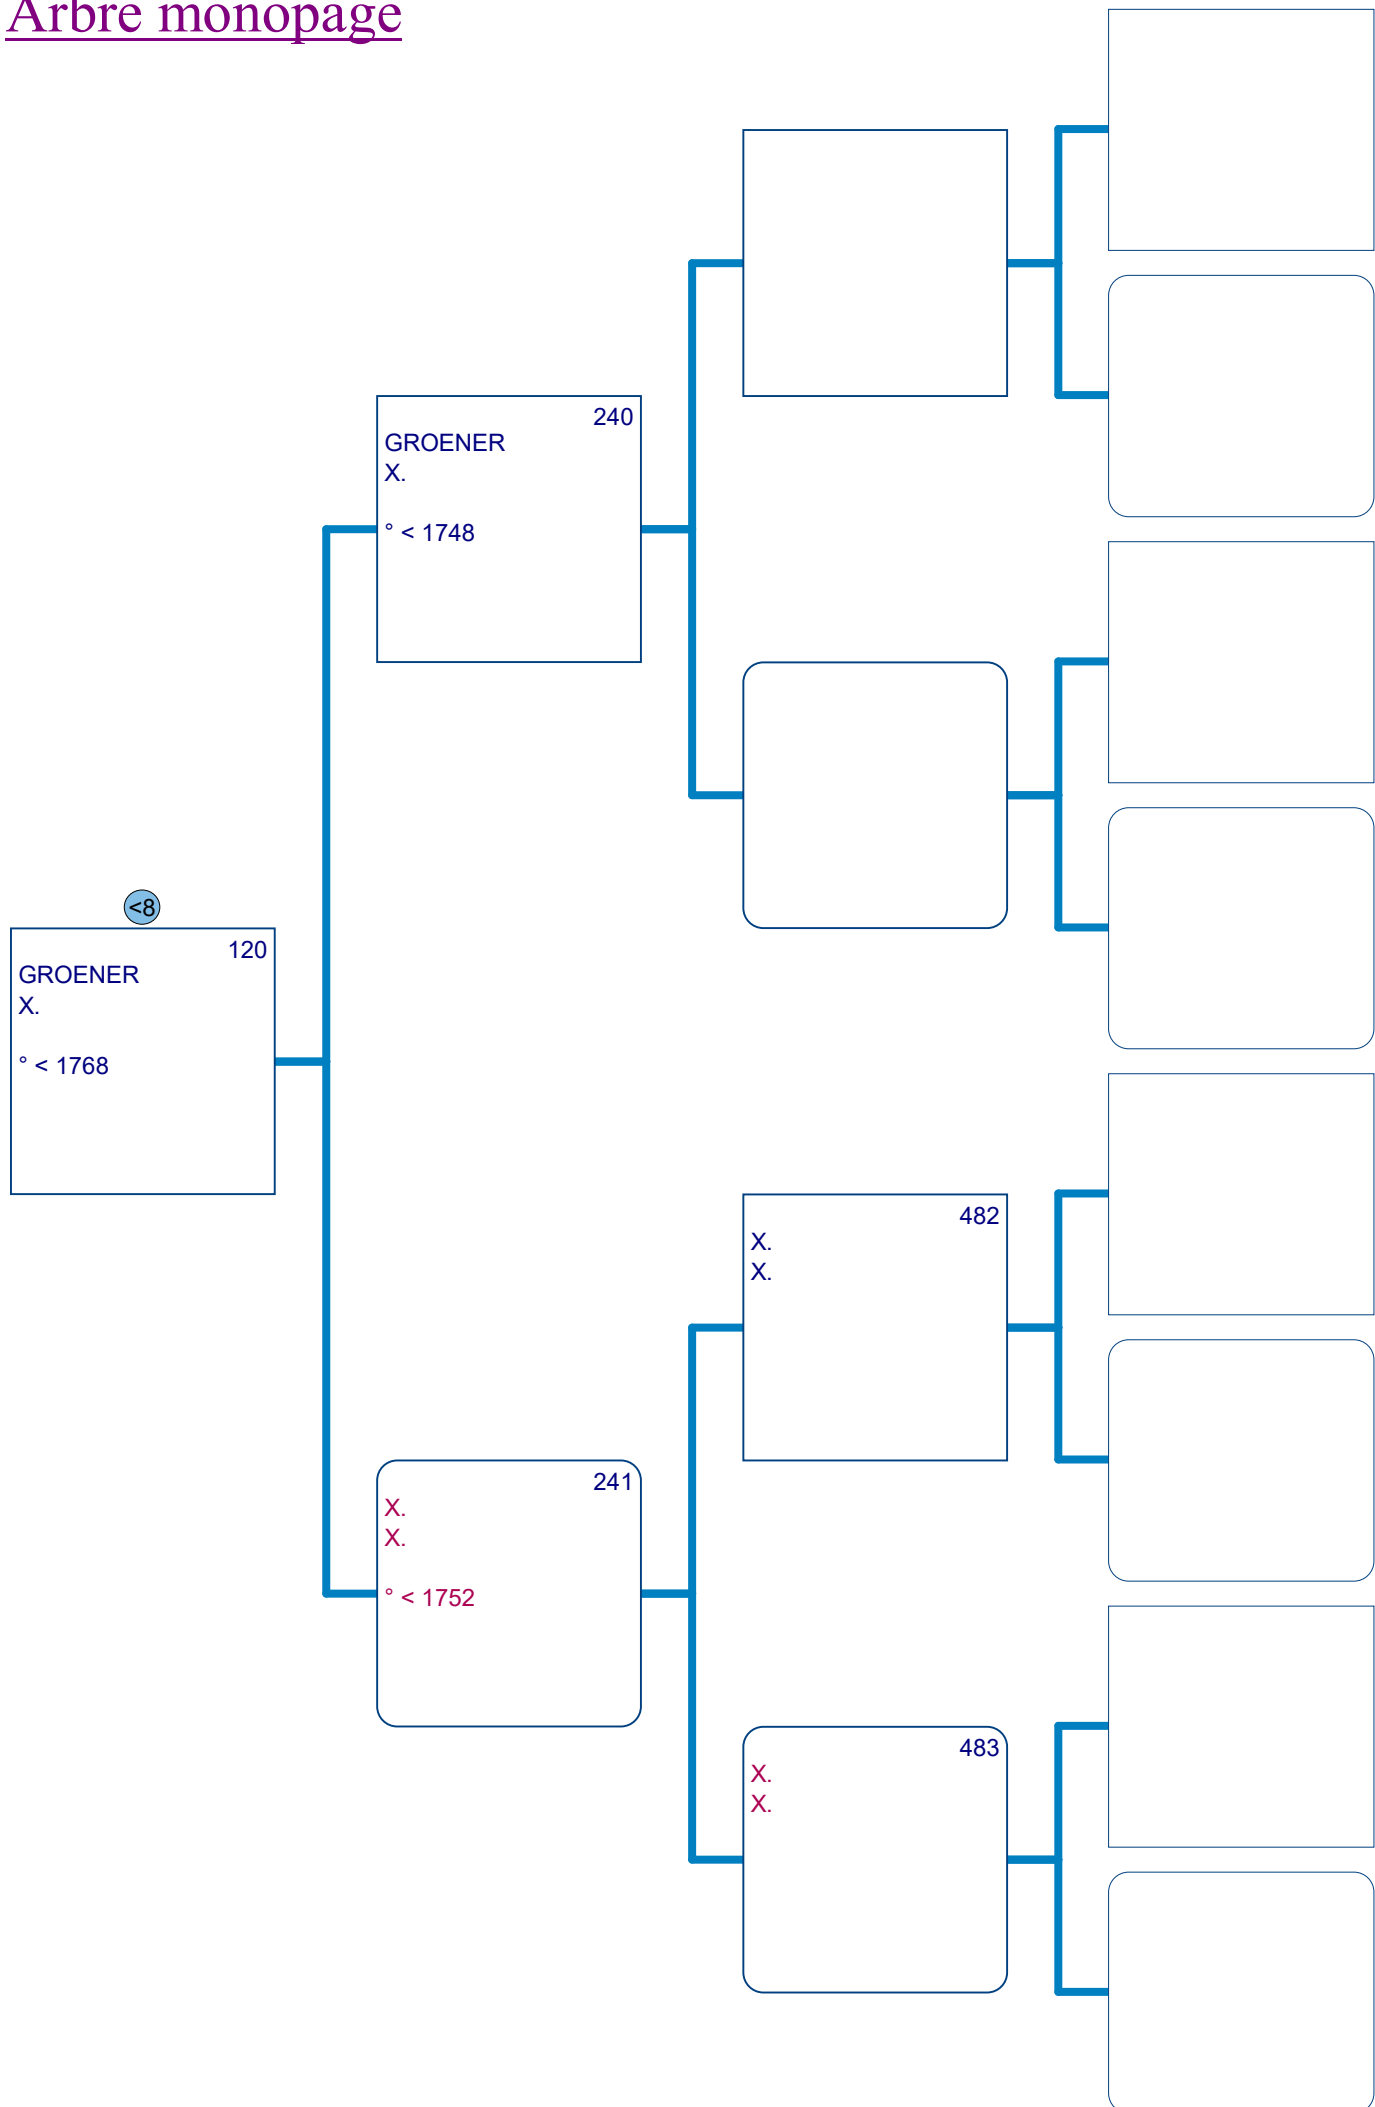 Arbre monopage
240
GROENER
X.
° < 1748
<8
120
GROENER
X.
° < 1768
482
X.
X.
241
X.
X.
° < 1752
483
X.
X.